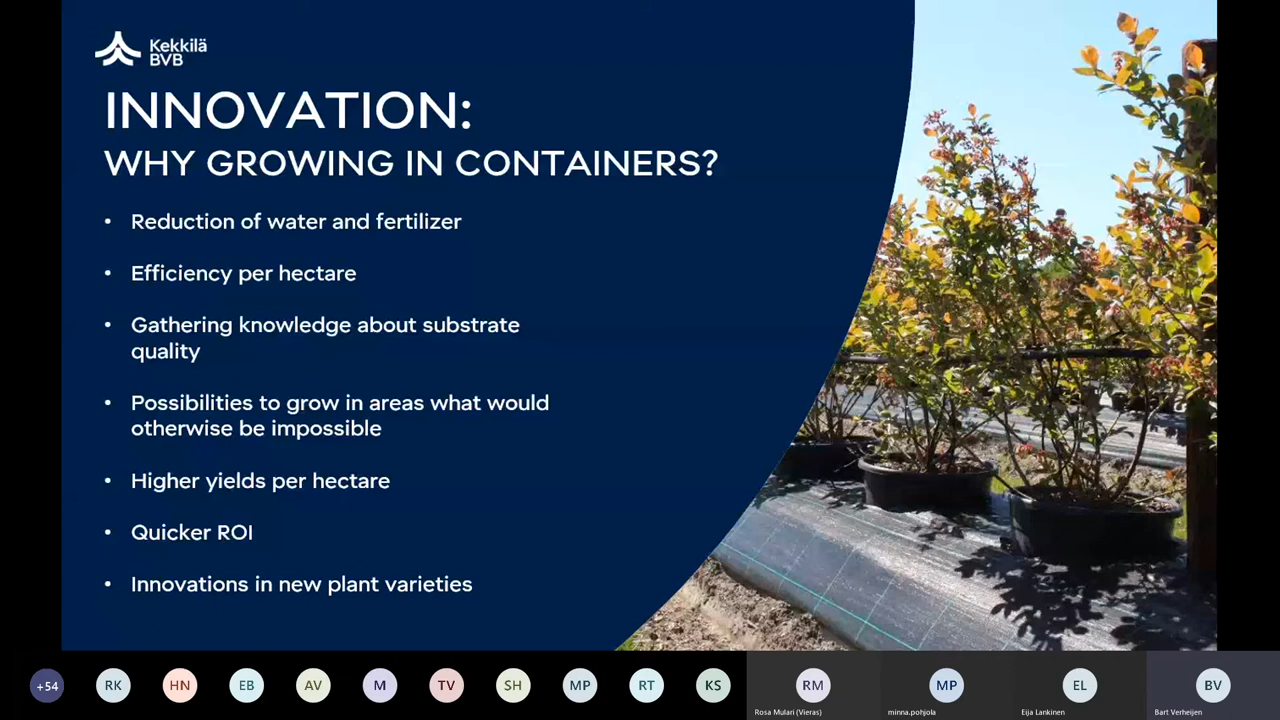 Kekkilä
BVB
INNOVATION:
WHY GROWING IN CONTAINERS?
• Reduction of water and fertilizer
• Efficiency per hectare
• Gathering knowledge about substrate
quality
• Possibilities to grow in areas what would
otherwise be impossible
• Higher yields per hectare
• Quicker ROI
• Innovations in new plant varieties
+54 RK HN EB AV M TV SH MP RT KS RM MP EL BV
Rosa Mulari (Vieras) minna.pohjola Eija Lankinen Bart Verheijen